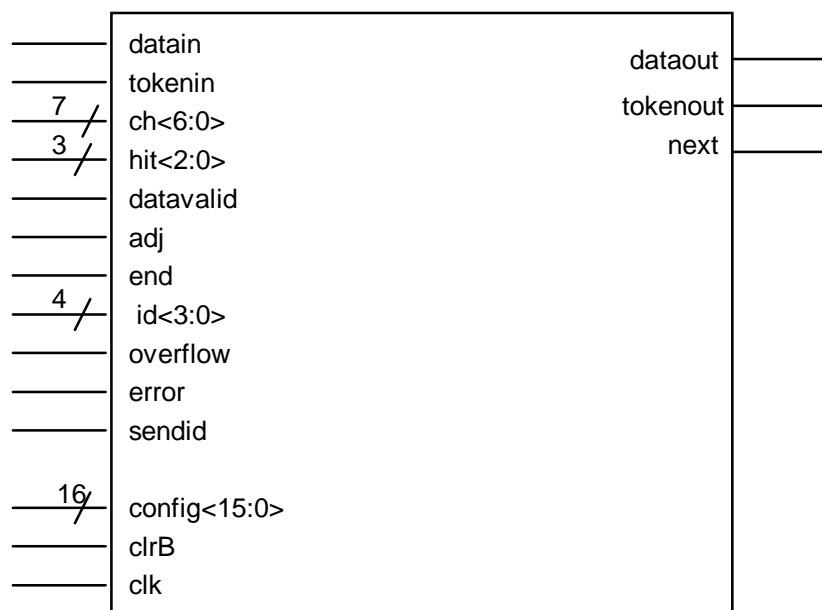 datain
tokenin
7
ch<6:0>
3
hit<2:0>
datavalid
adj
end
4
id<3:0>
overflow
error
sendid
16
config<15:0>
clrB
clk
dataout
tokenout
next